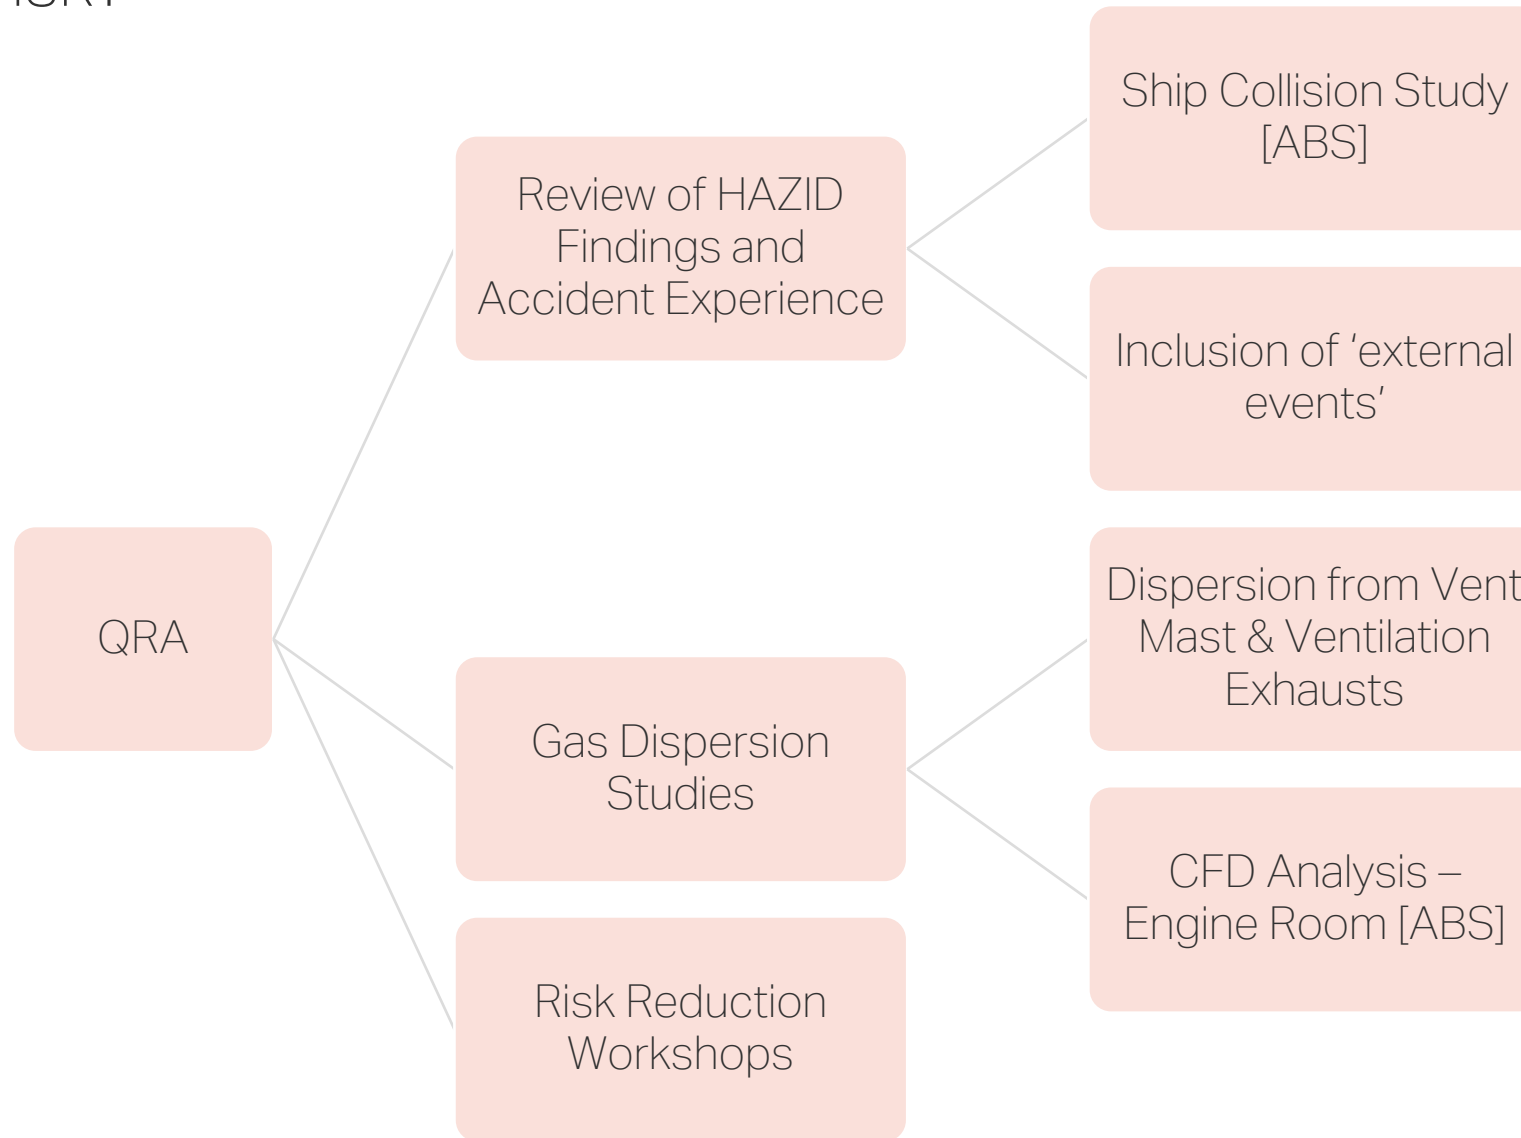 Ship Collision Study
[ABS]
Review of HAZID
Findings and
Accident Experience
Inclusion of ‘external
events’
QRA
Gas Dispersion
Studies
Dispersion from Vent
Mast & Ventilation
Exhausts
CFD Analysis –
Engine Room [ABS]
Risk Reduction
Workshops